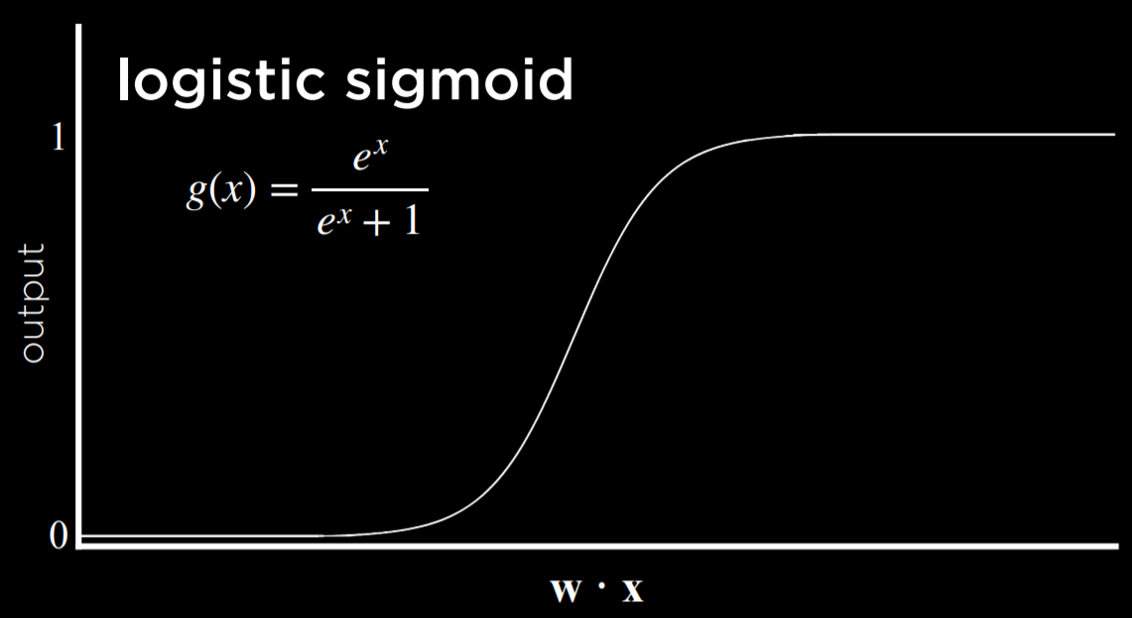 logistic sigmoid
1
g(x) = e^x / (e^x + 1)
output
0
w · x